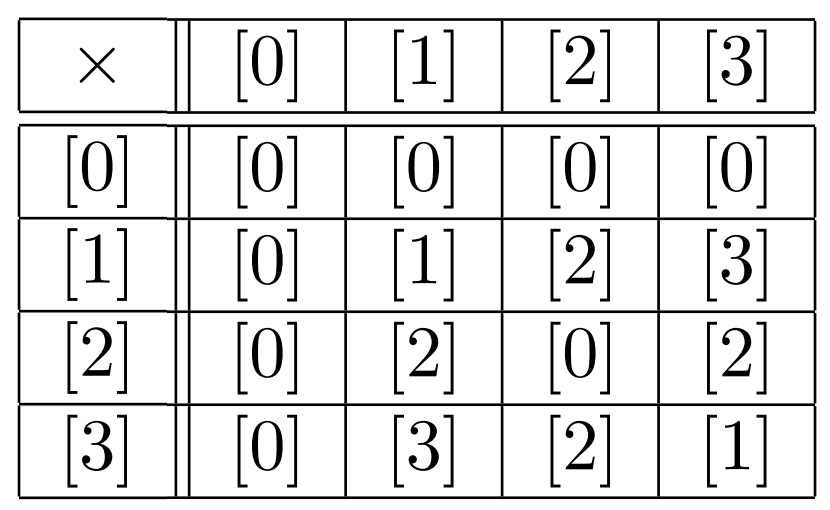 × [0] [1] [2] [3]
[0] [0] [0] [0] [0]
[1] [0] [1] [2] [3]
[2] [0] [2] [0] [2]
[3] [0] [3] [2] [1]